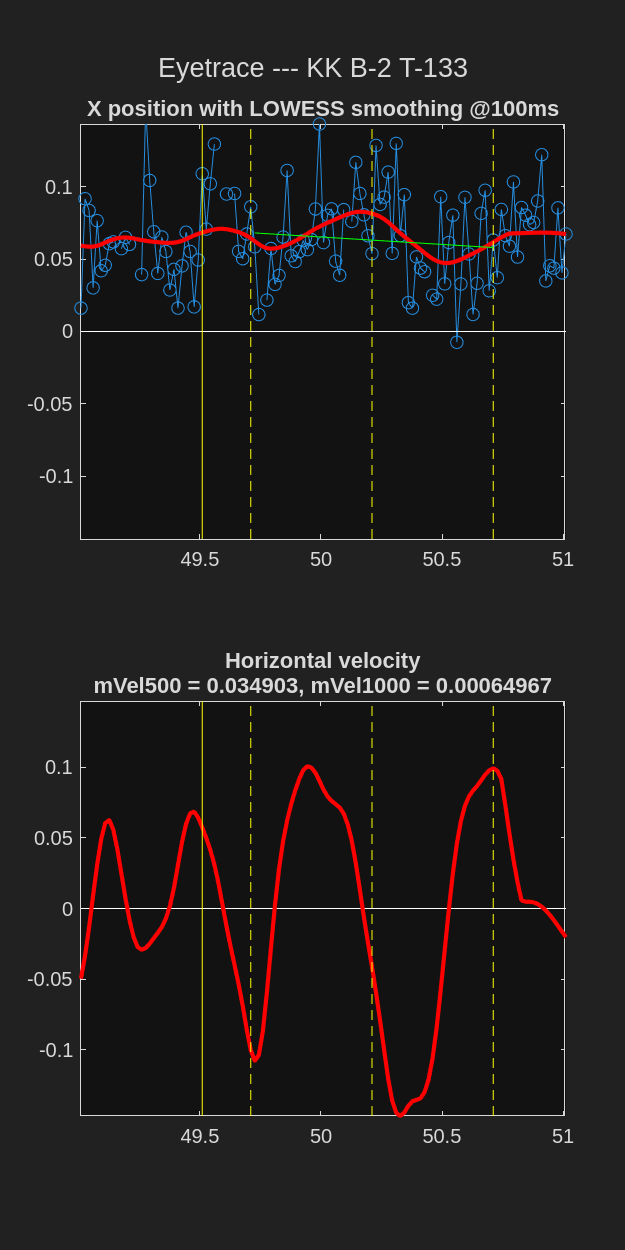 Eyetrace --- KK B-2 T-133
X position with LOWESS smoothing @100ms
0.1
0.05
0
-0.05
-0.1
49.5 50 50.5 51
Horizontal velocity
mVel500 = 0.034903, mVel1000 = 0.00064967
0.1
0.05
0
-0.05
-0.1
49.5 50 50.5 51